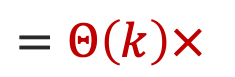 = Θ(k)×